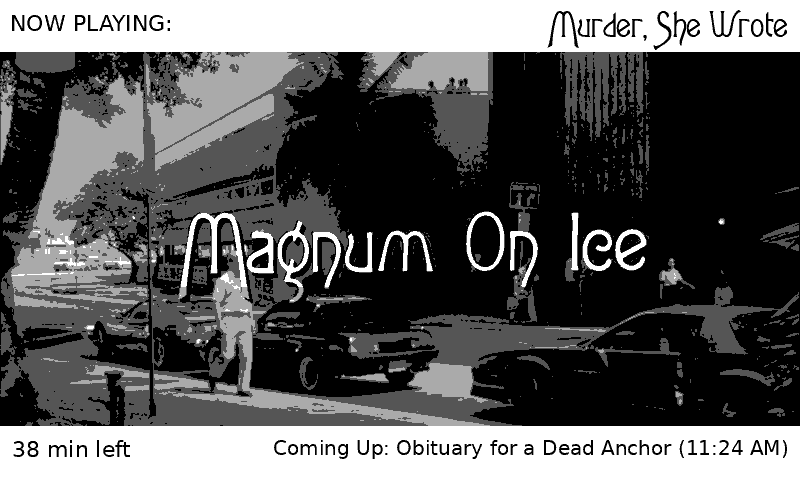 NOW PLAYING:
Murder, She Wrote
Magnum On Ice
38 min left
Coming Up: Obituary for a Dead Anchor (11:24 AM)